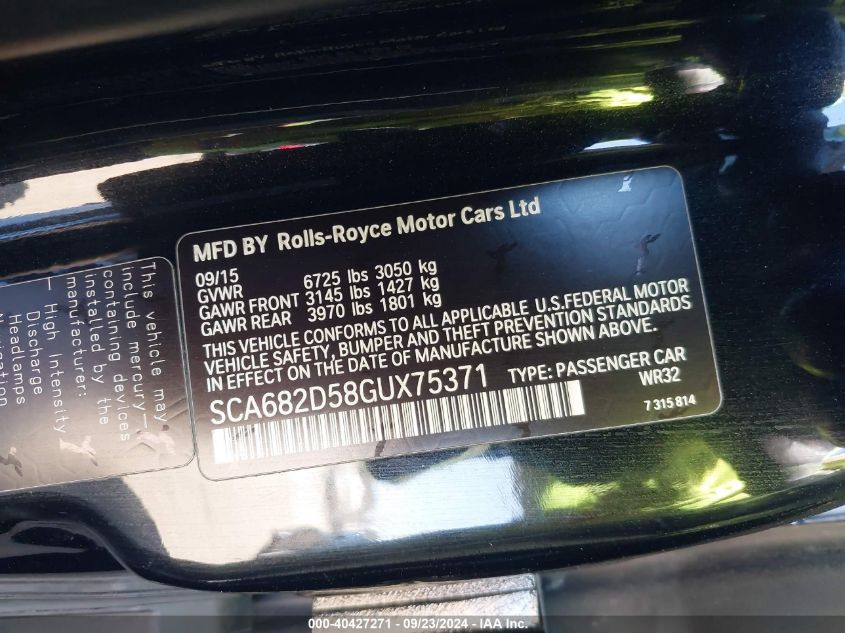 MFD BY Rolls-Royce Motor Cars Ltd
09/15
GVWR 6725 lbs 3050 kg
GAWR FRONT 3145 lbs 1427 kg
GAWR REAR 3970 lbs 1801 kg
THIS VEHICLE CONFORMS TO ALL APPLICABLE U.S.FEDERAL MOTOR
VEHICLE SAFETY, BUMPER AND THEFT PREVENTION STANDARDS
IN EFFECT ON THE DATE OF MANUFACTURE SHOWN ABOVE.
SCA682D58GUX75371 TYPE: PASSENGER CAR
WR32
7 315 814
This vehicle may
include mercury-
containing devices
installed by the
manufacturer:
— High Intensity
Discharge
Headlamps
Navigation
000-40427271 - 09/23/2024 - IAA Inc.